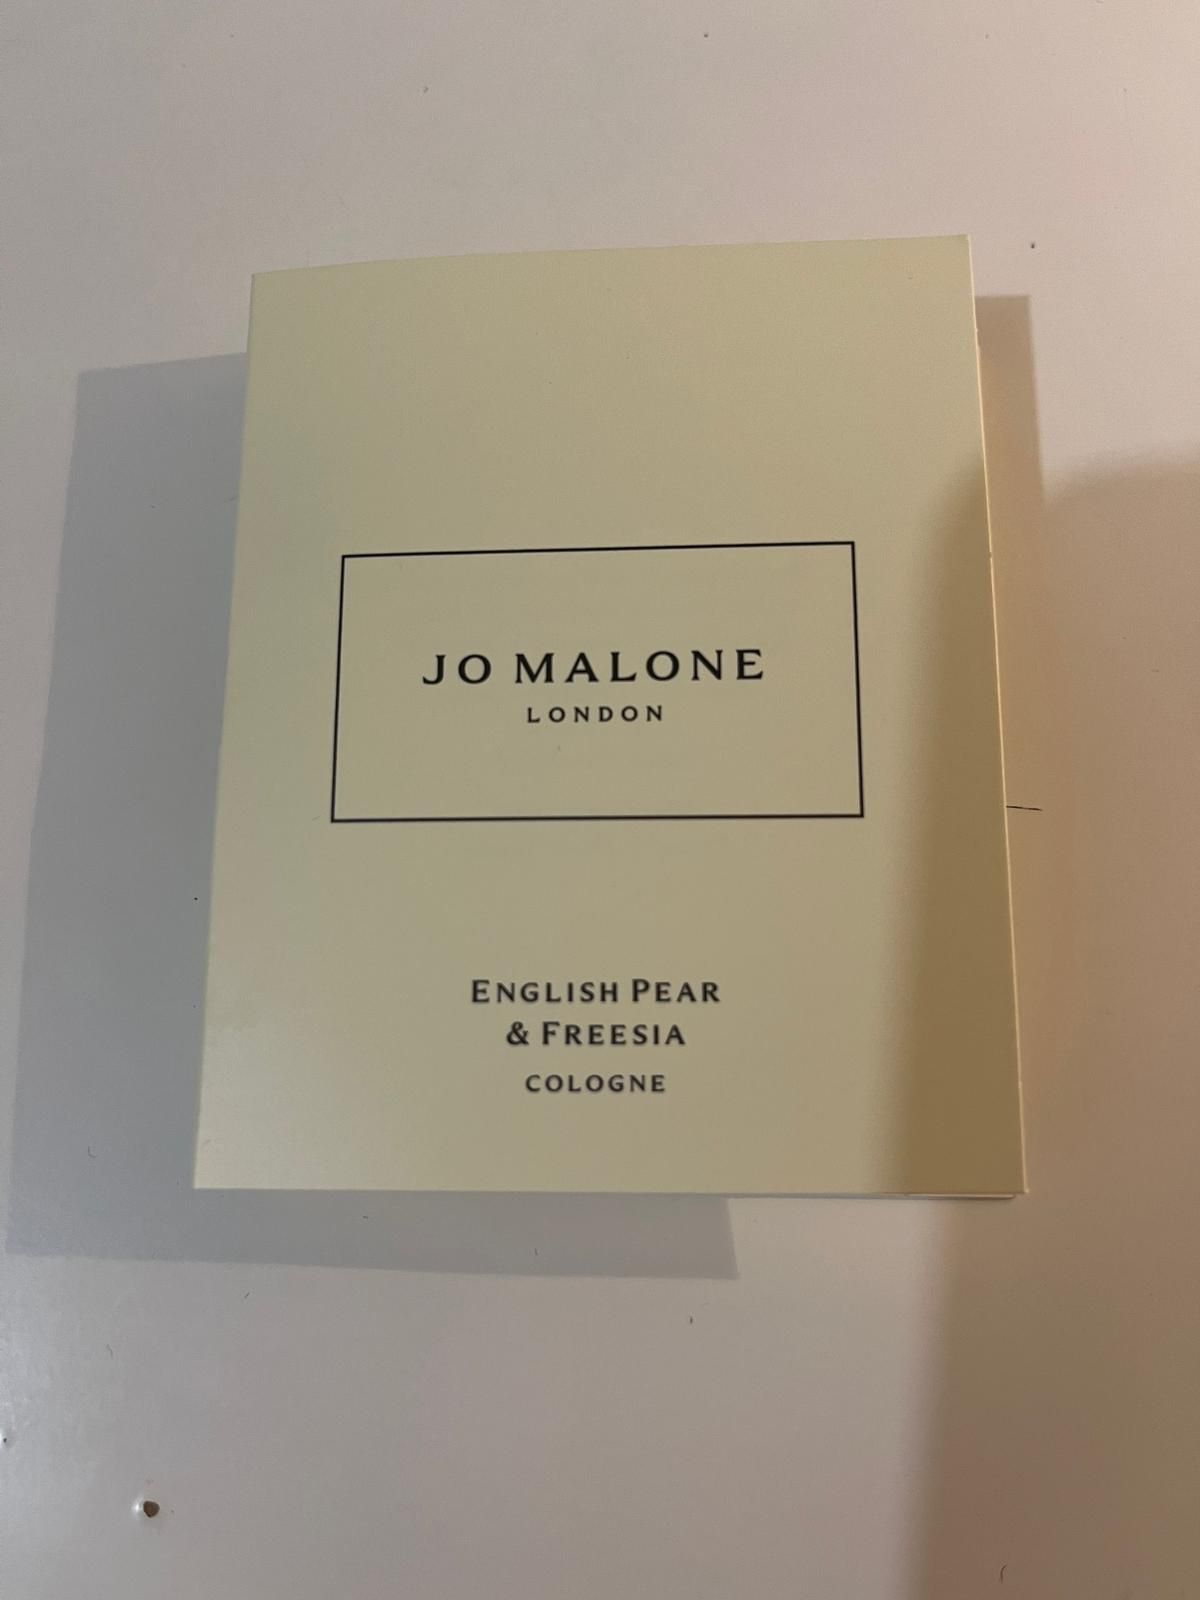 JO MALONE
LONDON
ENGLISH PEAR
& FREESIA
COLOGNE